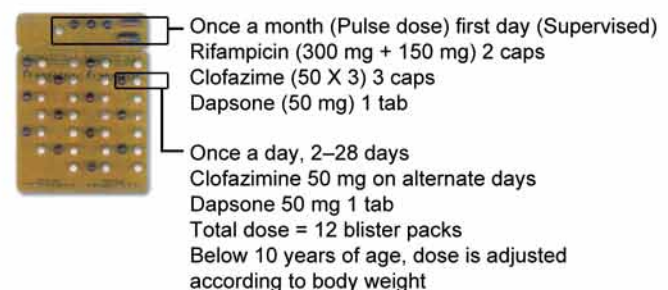 Once a month (Pulse dose) first day (Supervised)
Rifampicin (300 mg + 150 mg) 2 caps
Clofazime (50 X 3) 3 caps
Dapsone (50 mg) 1 tab
Once a day, 2–28 days
Clofazimine 50 mg on alternate days
Dapsone 50 mg 1 tab
Total dose = 12 blister packs
Below 10 years of age, dose is adjusted
according to body weight